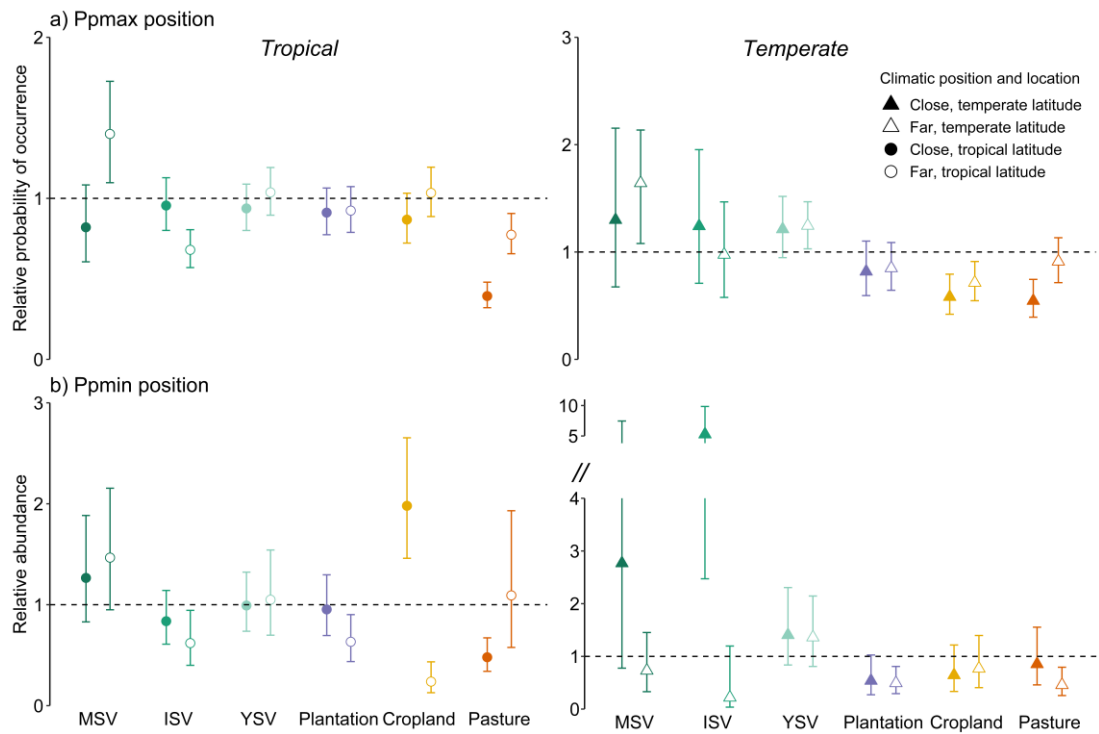 a) Ppmax position
Tropical
Temperate
Relative probability of occurrence
2
1
0
3
2
1
0
Climatic position and location
Close, temperate latitude
Far, temperate latitude
Close, tropical latitude
Far, tropical latitude
b) Ppmin position
Relative abundance
3
2
1
0
10
5
//
4
3
2
1
0
MSV ISV YSV Plantation Cropland Pasture
MSV ISV YSV Plantation Cropland Pasture